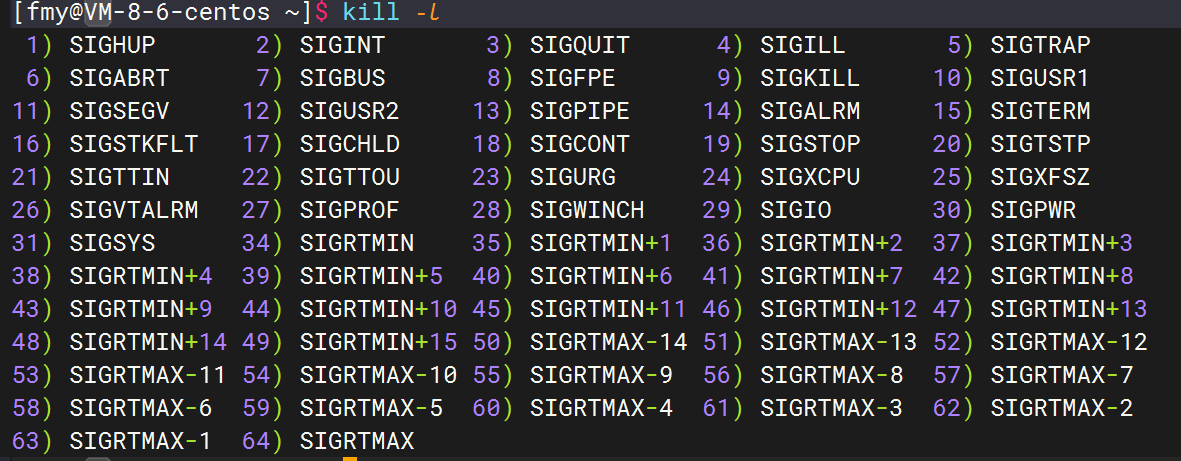 [fmy@VM-8-6-centos ~]$ kill -l
 1) SIGHUP       2) SIGINT       3) SIGQUIT      4) SIGILL       5) SIGTRAP
 6) SIGABRT      7) SIGBUS       8) SIGFPE       9) SIGKILL     10) SIGUSR1
11) SIGSEGV     12) SIGUSR2     13) SIGPIPE     14) SIGALRM     15) SIGTERM
16) SIGSTKFLT   17) SIGCHLD     18) SIGCONT     19) SIGSTOP     20) SIGTSTP
21) SIGTTIN     22) SIGTTOU     23) SIGURG      24) SIGXCPU     25) SIGXFSZ
26) SIGVTALRM   27) SIGPROF     28) SIGWINCH    29) SIGIO       30) SIGPWR
31) SIGSYS      34) SIGRTMIN    35) SIGRTMIN+1  36) SIGRTMIN+2  37) SIGRTMIN+3
38) SIGRTMIN+4  39) SIGRTMIN+5  40) SIGRTMIN+6  41) SIGRTMIN+7  42) SIGRTMIN+8
43) SIGRTMIN+9  44) SIGRTMIN+10 45) SIGRTMIN+11 46) SIGRTMIN+12 47) SIGRTMIN+13
48) SIGRTMIN+14 49) SIGRTMIN+15 50) SIGRTMAX-14 51) SIGRTMAX-13 52) SIGRTMAX-12
53) SIGRTMAX-11 54) SIGRTMAX-10 55) SIGRTMAX-9  56) SIGRTMAX-8  57) SIGRTMAX-7
58) SIGRTMAX-6  59) SIGRTMAX-5  60) SIGRTMAX-4  61) SIGRTMAX-3  62) SIGRTMAX-2
63) SIGRTMAX-1  64) SIGRTMAX